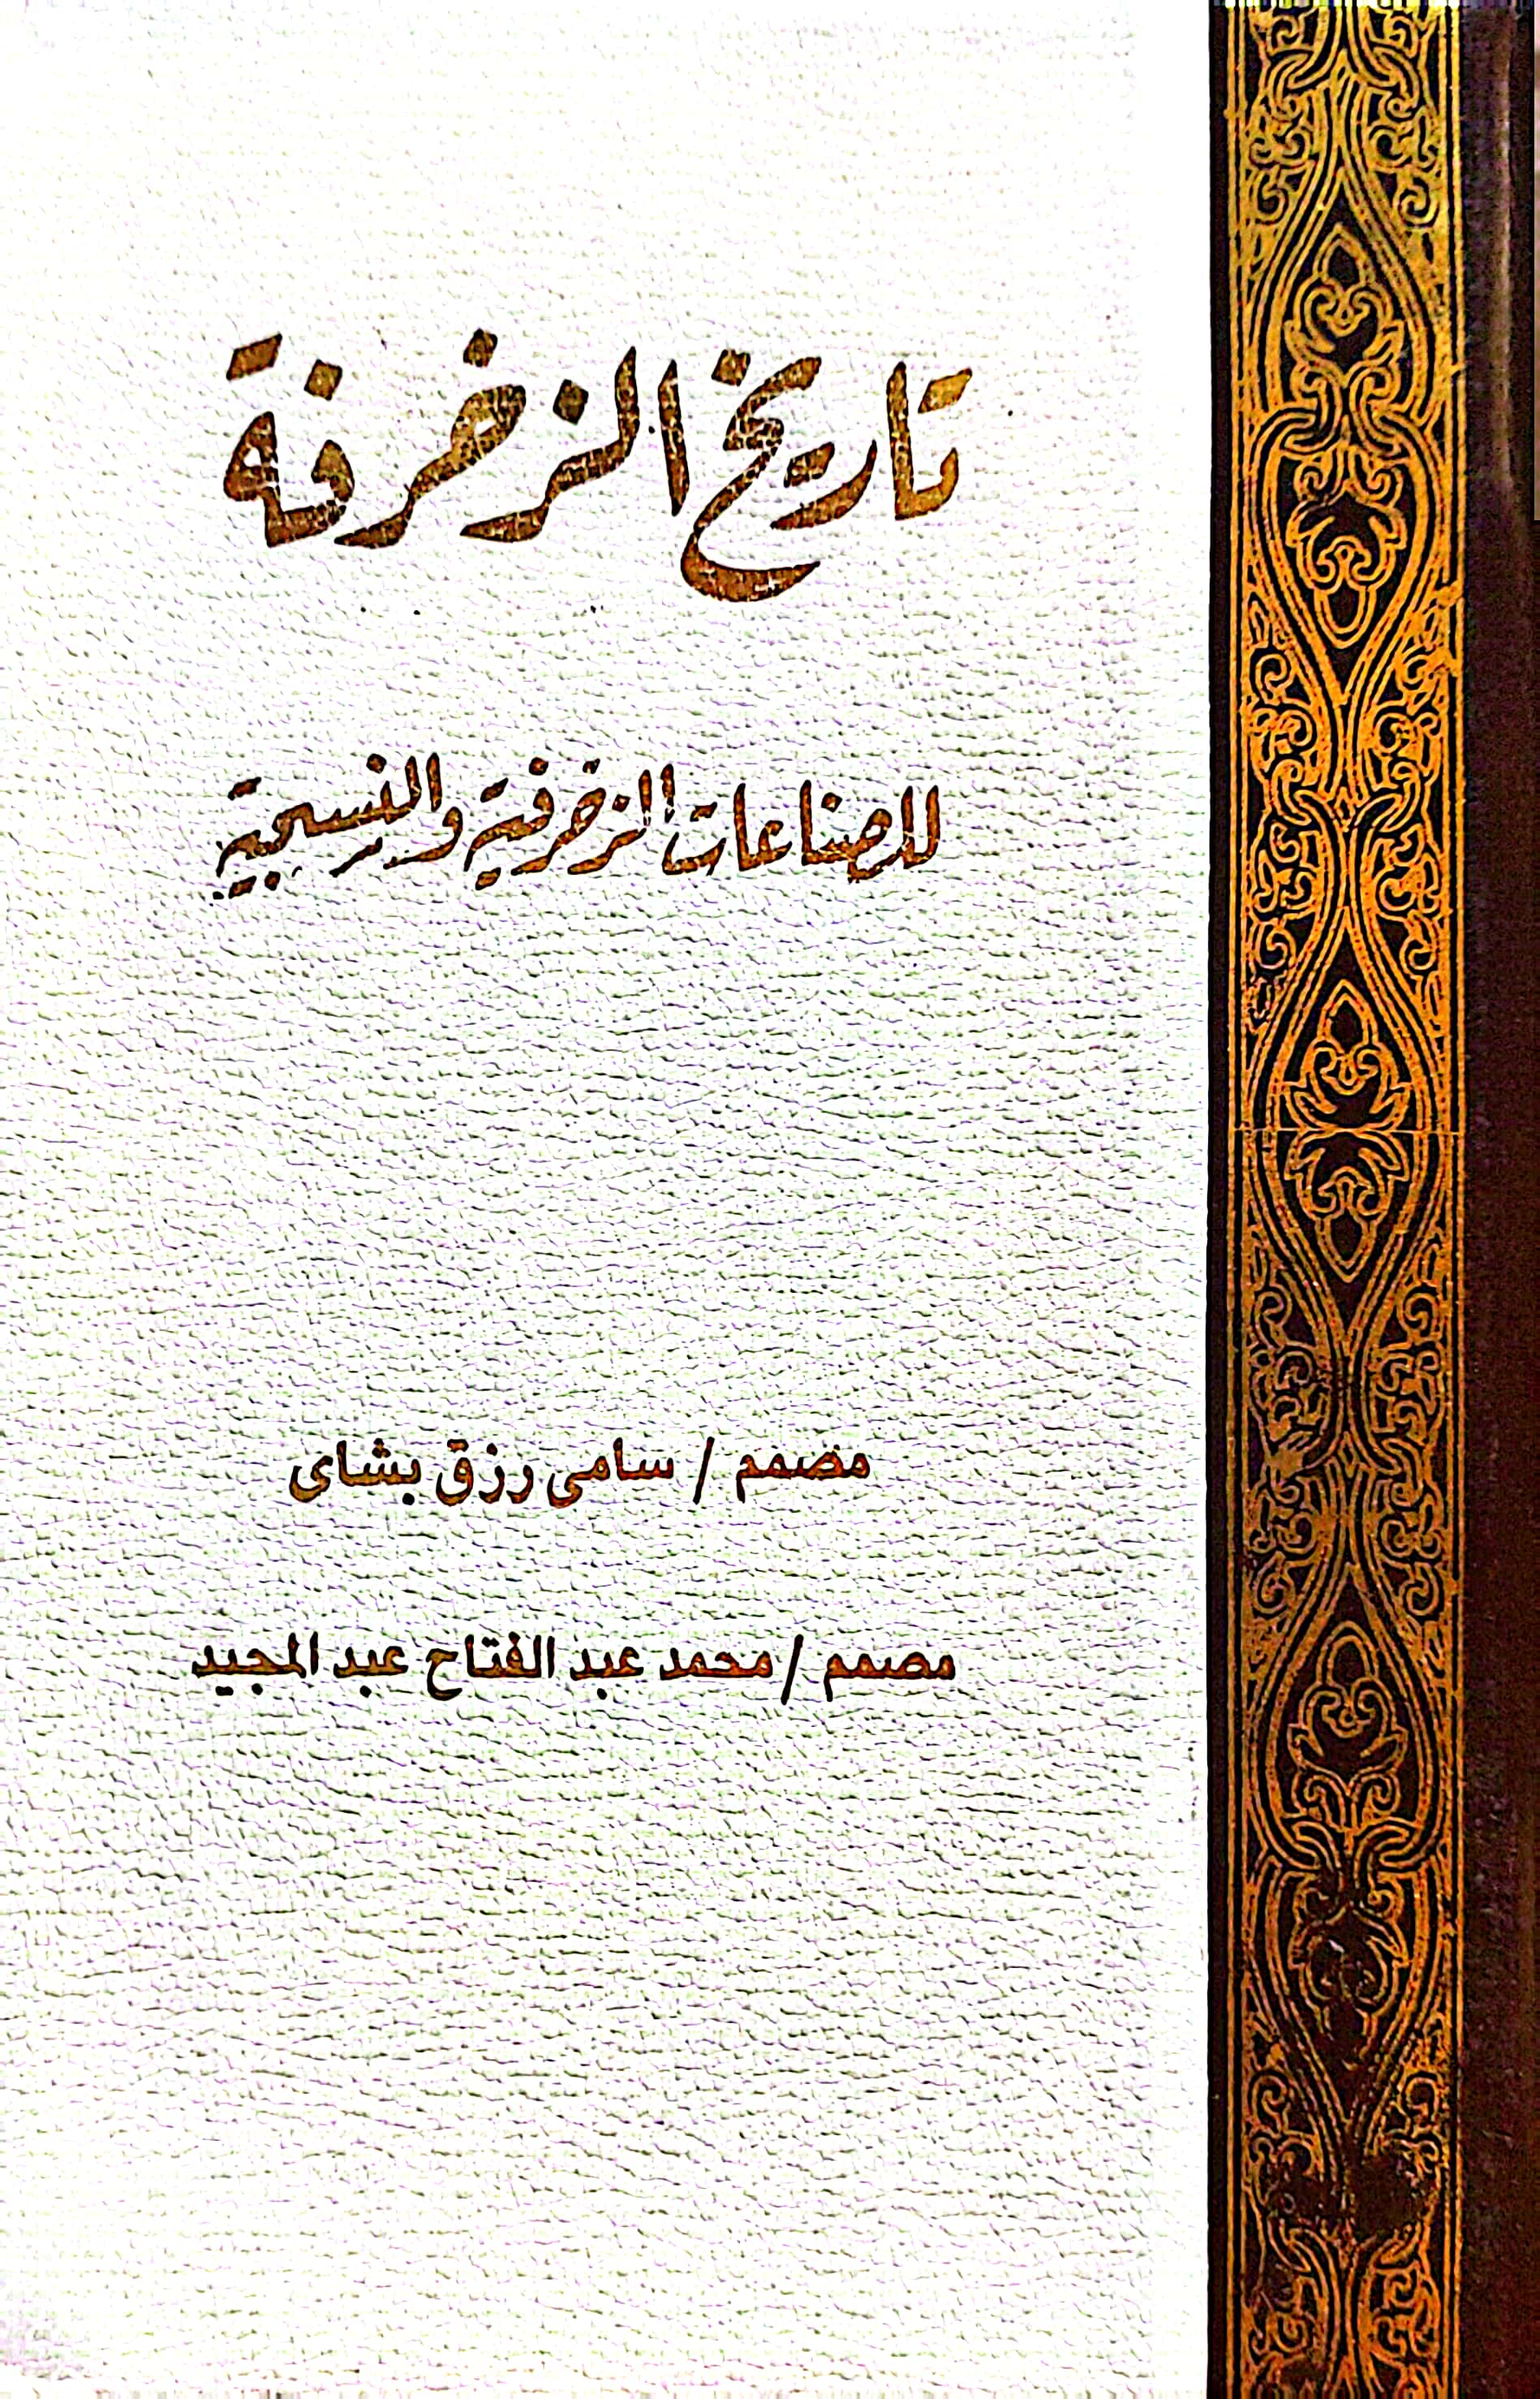 تاريخ الزخرفة
للصناعات الزخرفية والنسجية
مصمم / سامى رزق بشاى
مصمم / محمد عبد الفتاح عبد المجيد